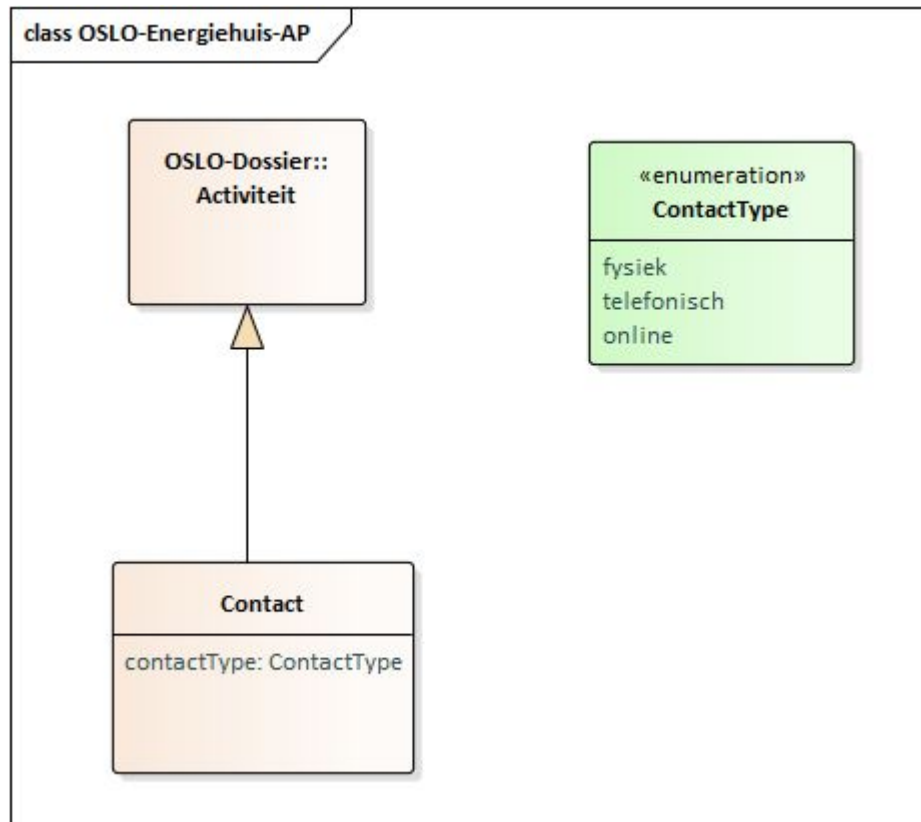 class OSLO-Energiehuis-AP
OSLO-Dossier::
Activiteit
«enumeration»
ContactType
fysiek
telefonisch
online
Contact
contactType: ContactType